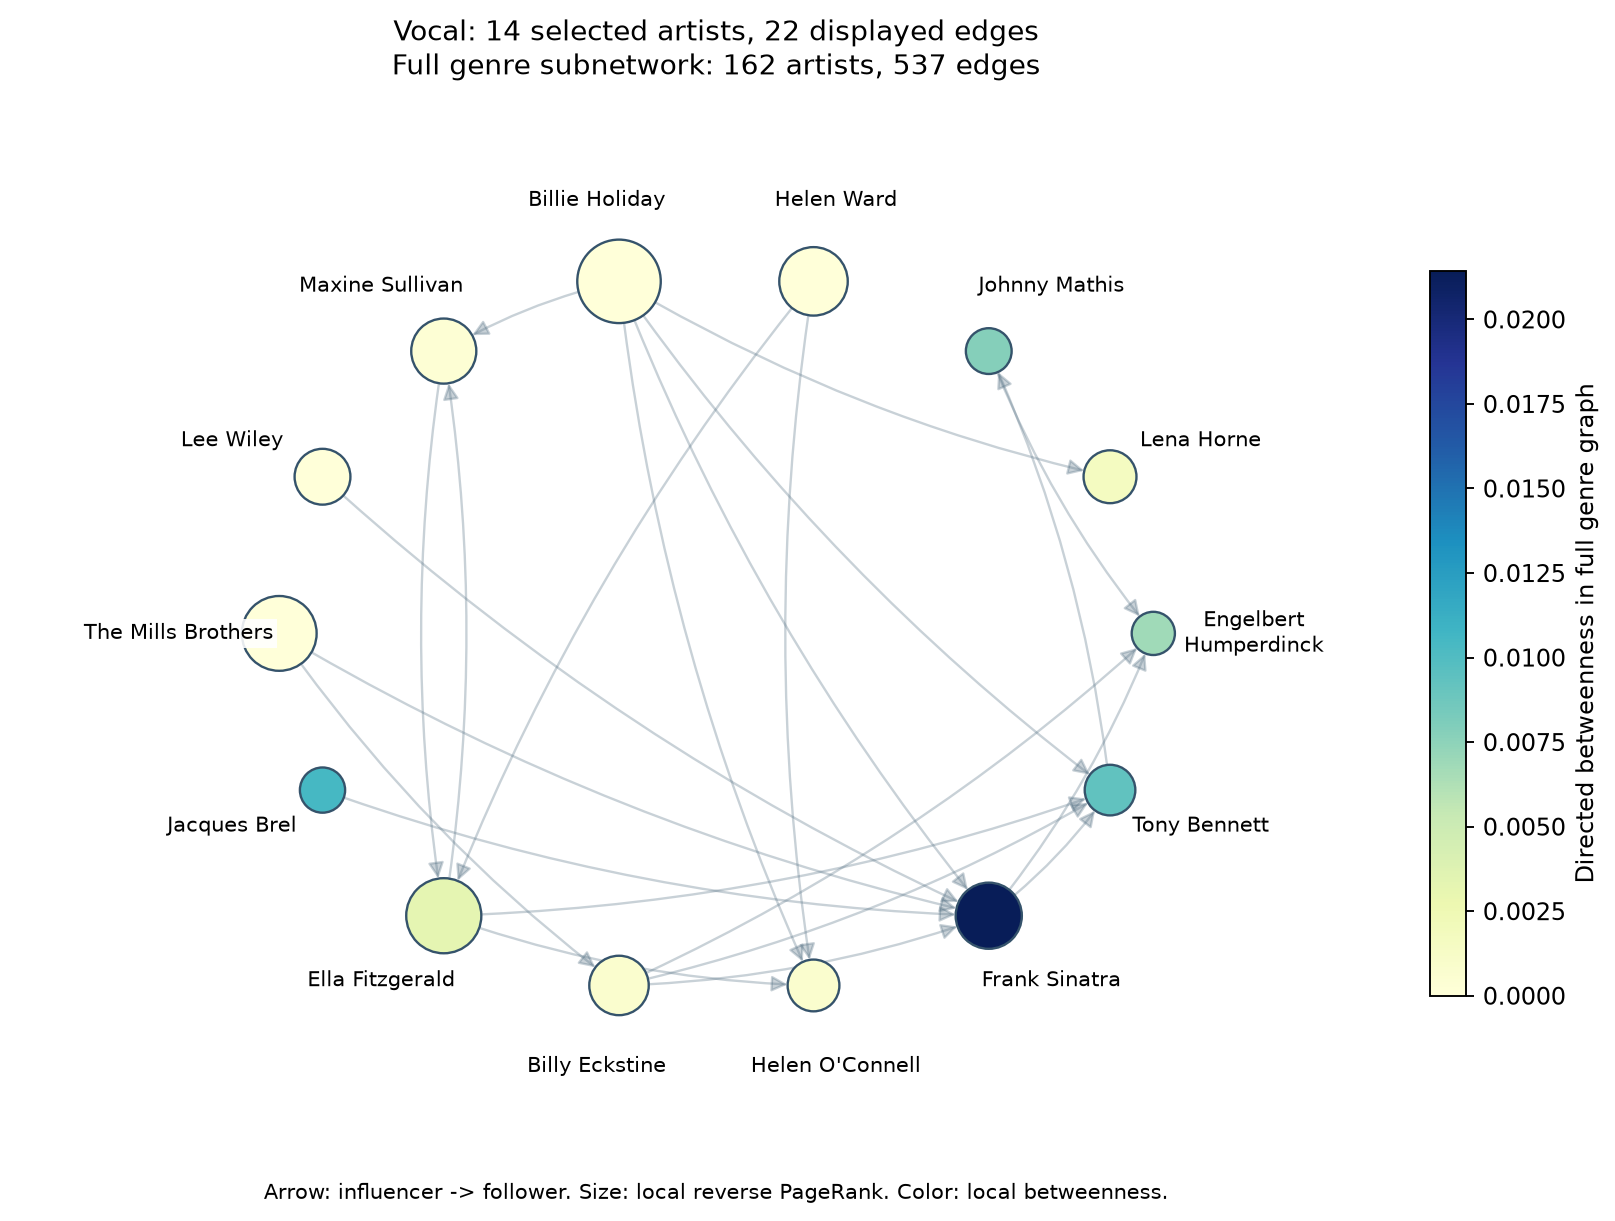 Vocal: 14 selected artists, 22 displayed edges
Full genre subnetwork: 162 artists, 537 edges
Billie Holiday
Helen Ward
Maxine Sullivan
Johnny Mathis
Lee Wiley
Lena Horne
The Mills Brothers
Engelbert
Humperdinck
Jacques Brel
Tony Bennett
Ella Fitzgerald
Frank Sinatra
Billy Eckstine
Helen O'Connell
0.0200
0.0175
0.0150
0.0125
0.0100
0.0075
0.0050
0.0025
0.0000
Directed betweenness in full genre graph
Arrow: influencer -> follower. Size: local reverse PageRank. Color: local betweenness.